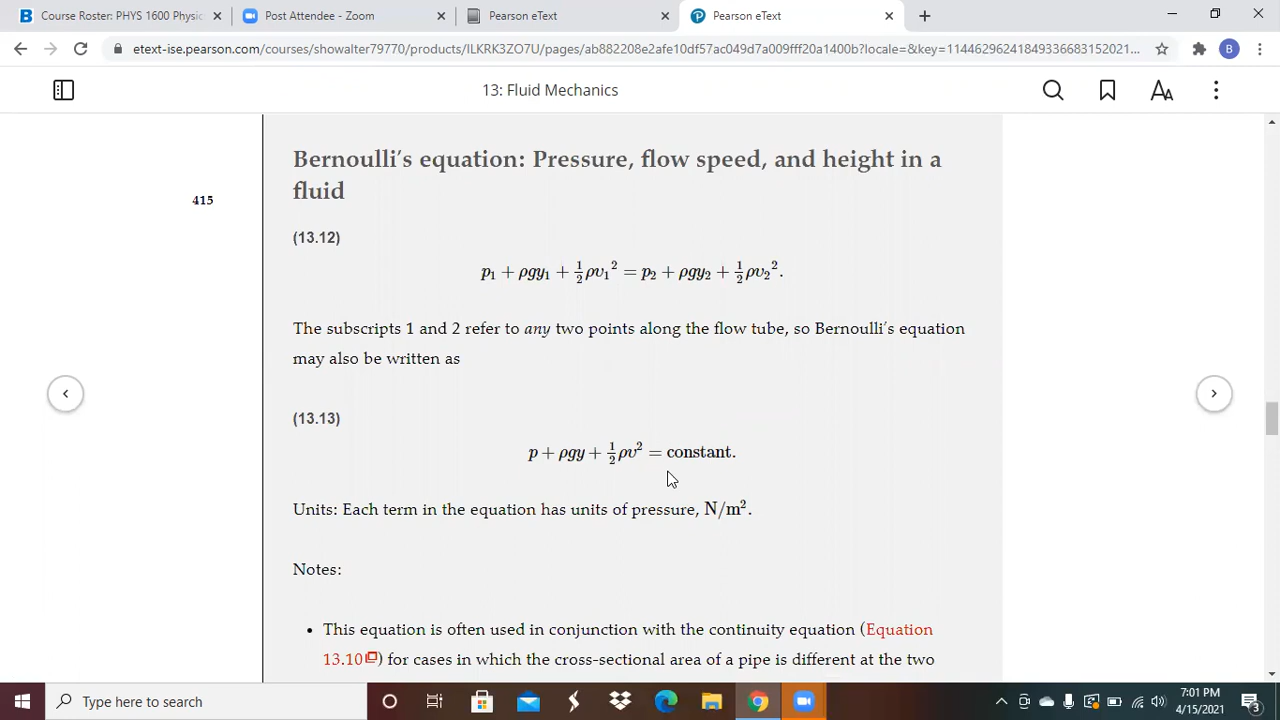 Course Roster: PHYS 1600 Physic
Post Attendee - Zoom
Pearson eText
Pearson eText
etext-ise.pearson.com/courses/showalter79770/products/ILKRK3ZO7U/pages/ab882208e2afe10df57ac049d7a009fff20a1400b?locale=&key=11446296241849336683152021...
B
13: Fluid Mechanics
AA
Bernoulli's equation: Pressure, flow speed, and height in a
fluid
415
(13.12)
p₁ + ρgy₁ + ½ρυ₁² = p₂ + ρgy₂ + ½ρυ₂².
The subscripts 1 and 2 refer to any two points along the flow tube, so Bernoulli's equation
may also be written as
(13.13)
p + ρgy + ½ρυ² = constant.
Units: Each term in the equation has units of pressure, N/m².
Notes:
• This equation is often used in conjunction with the continuity equation (Equation
13.10) for cases in which the cross-sectional area of a pipe is different at the two
Type here to search
7:01 PM
4/15/2021
3